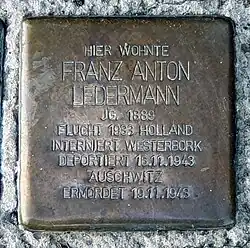 HIER WOHNTE
FRANZ ANTON
LEDERMANN
JG. 1889
FLUCHT 1933 HOLLAND
INTERNIERT WESTERBORK
DEPORTIERT 16.11.1943
AUSCHWITZ
ERMORDET 19.11.1943